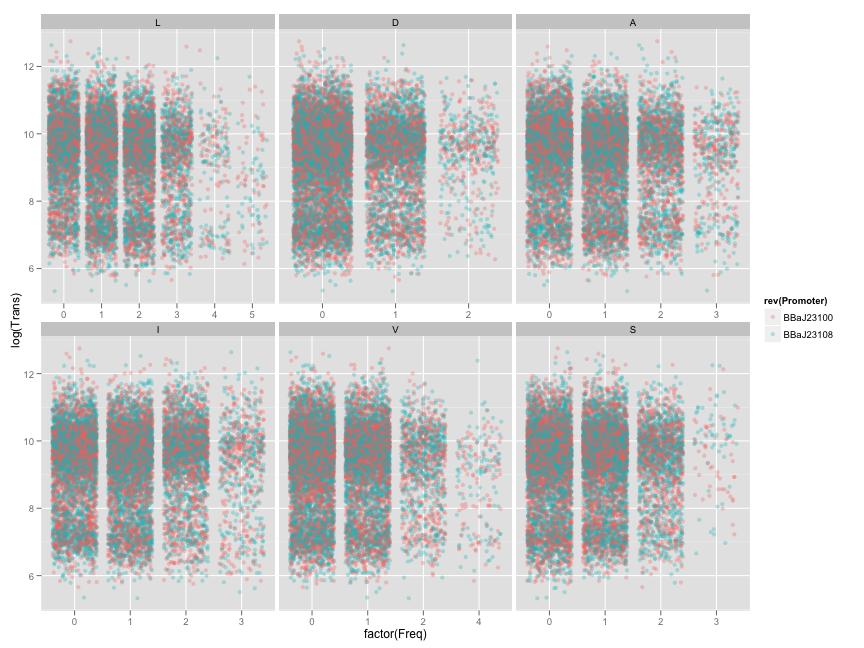 L D A
12
10
8
6
0 1 2 3 4 5 0 1 2 0 1 2 3
log(Trans)
rev(Promoter)
BBaJ23100
BBaJ23108
I V S
12
10
8
6
0 1 2 3 0 1 2 4 0 1 2 3
factor(Freq)